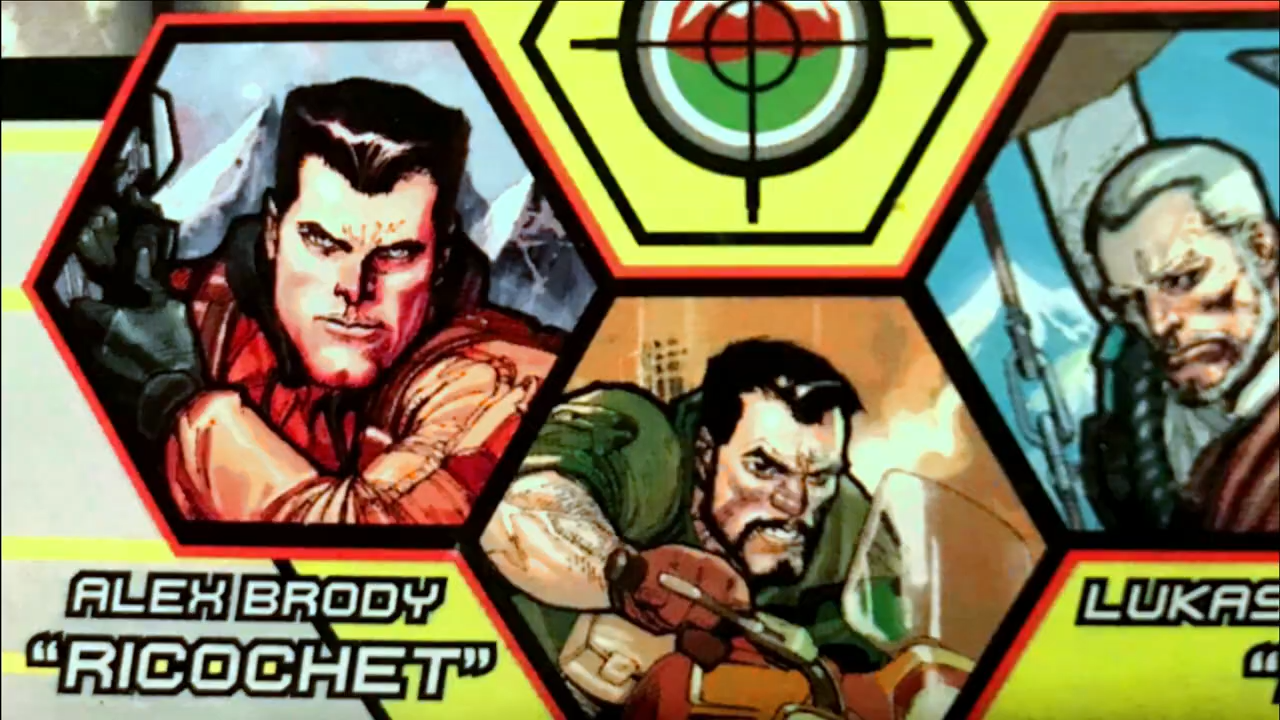 ALEX BRODY
“RICOCHET”
LUKAS
“